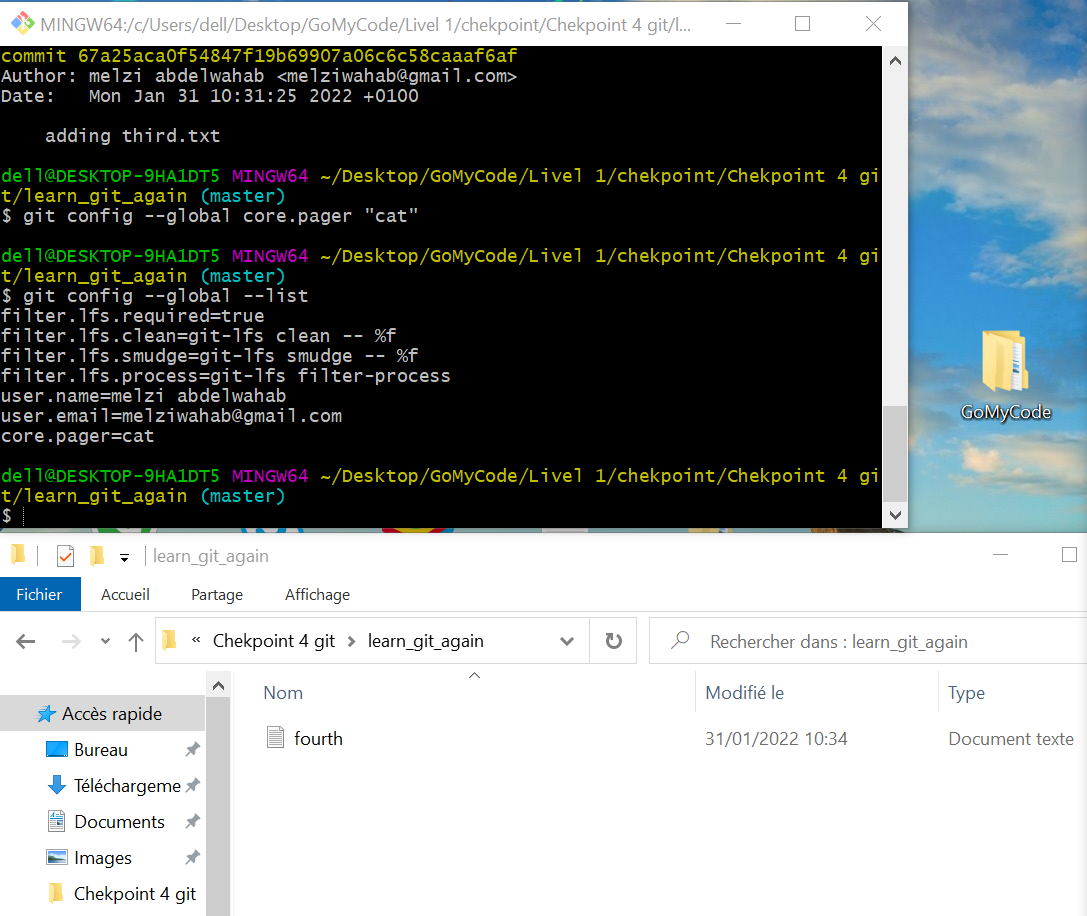 MINGW64:/c/Users/dell/Desktop/GoMyCode/Livel 1/chekpoint/Chekpoint 4 git/l...
commit 67a25aca0f54847f19b69907a06c6c58caaaf6af
Author: melzi abdelwahab <melziwahab@gmail.com>
Date:   Mon Jan 31 10:31:25 2022 +0100
    adding third.txt
dell@DESKTOP-9HA1DT5 MINGW64 ~/Desktop/GoMyCode/Livel 1/chekpoint/Chekpoint 4 gi
t/learn_git_again (master)
$ git config --global core.pager "cat"
dell@DESKTOP-9HA1DT5 MINGW64 ~/Desktop/GoMyCode/Livel 1/chekpoint/Chekpoint 4 gi
t/learn_git_again (master)
$ git config --global --list
filter.lfs.required=true
filter.lfs.clean=git-lfs clean -- %f
filter.lfs.smudge=git-lfs smudge -- %f
filter.lfs.process=git-lfs filter-process
user.name=melzi abdelwahab
user.email=melziwahab@gmail.com
core.pager=cat
dell@DESKTOP-9HA1DT5 MINGW64 ~/Desktop/GoMyCode/Livel 1/chekpoint/Chekpoint 4 gi
t/learn_git_again (master)
$
GoMyCode
learn_git_again
Fichier Accueil Partage Affichage
« Chekpoint 4 git > learn_git_again
Rechercher dans : learn_git_again
Nom Modifié le Type
fourth 31/01/2022 10:34 Document texte
Accès rapide
Bureau
Téléchargeme
Documents
Images
Chekpoint 4 git